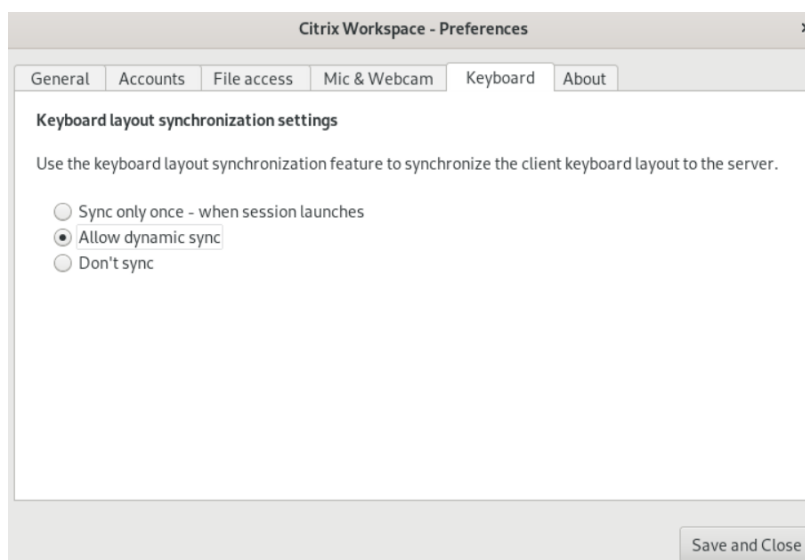 Citrix Workspace - Preferences
General Accounts File access Mic & Webcam Keyboard About
Keyboard layout synchronization settings
Use the keyboard layout synchronization feature to synchronize the client keyboard layout to the server.
Sync only once - when session launches
Allow dynamic sync
Don't sync
Save and Close